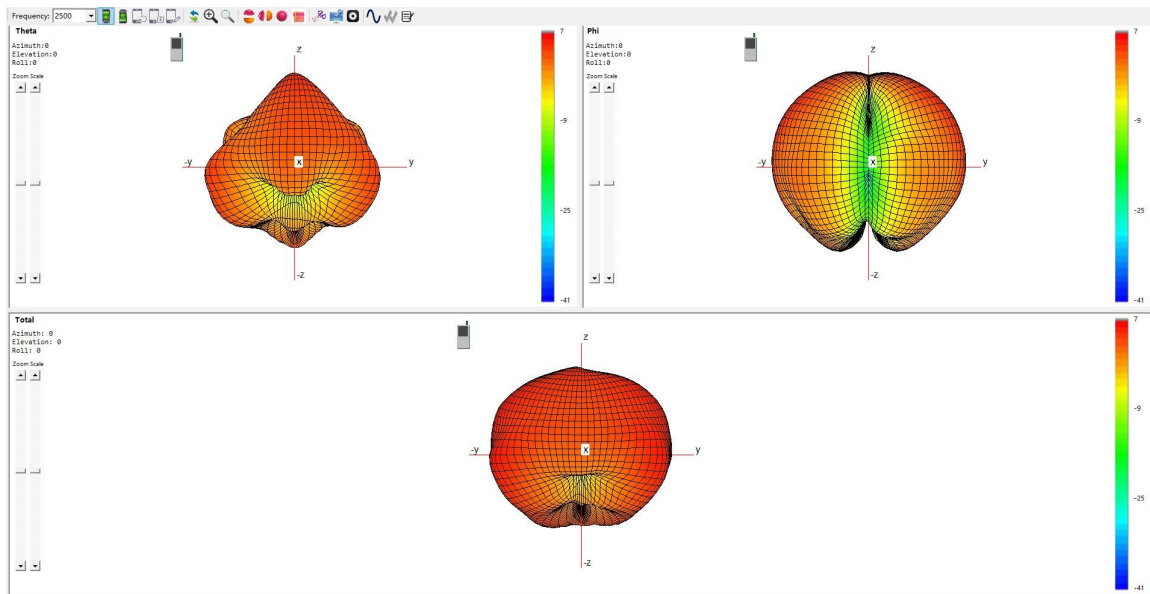 Frequency: 2500
Theta
Azimuth:0
Elevation:0
Roll:0
Zoom Scale
z
-y
x
y
-z
7
-9
-25
-41
Phi
Azimuth:0
Elevation:0
Roll:0
Zoom Scale
z
-y
x
y
-z
7
-9
-25
-41
Total
Azimuth: 0
Elevation: 0
Roll: 0
Zoom Scale
z
-y
x
y
-z
7
-9
-25
-41